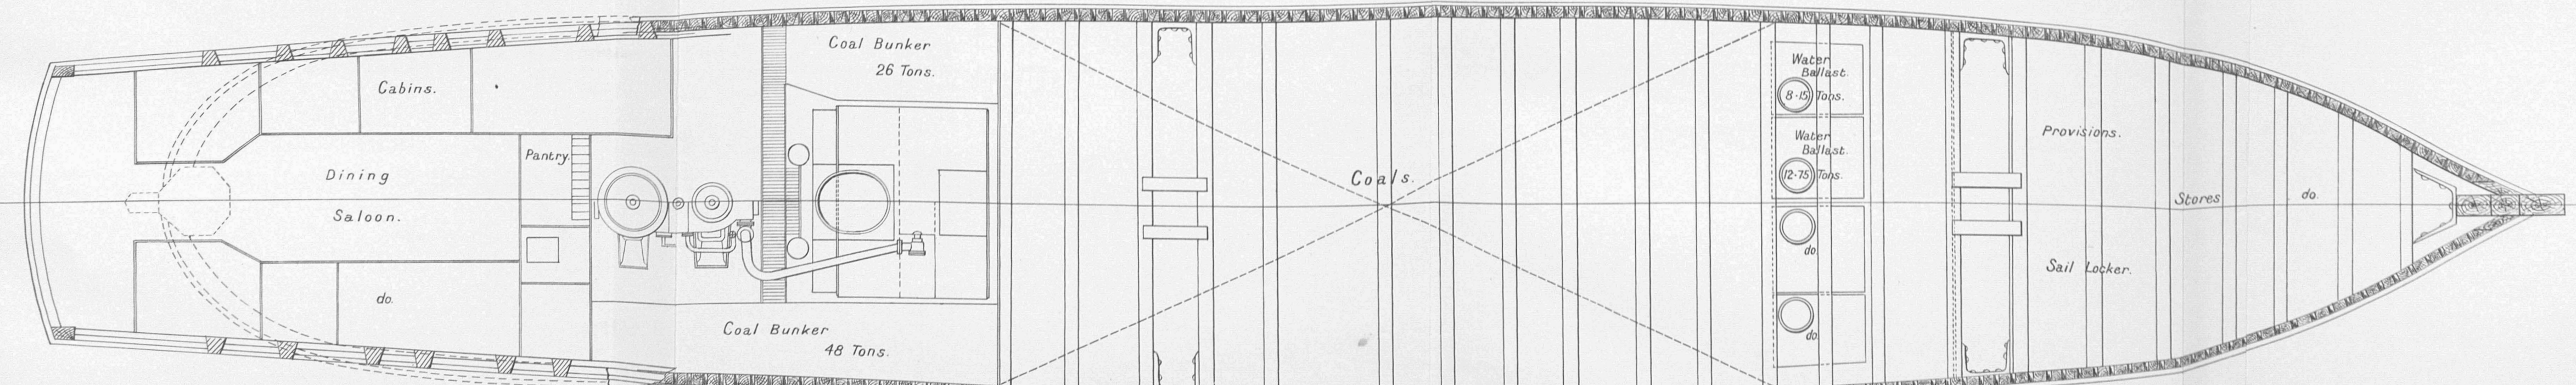 Cabins.
Dining
Saloon.
Pantry.
do.
Coal Bunker
26 Tons.
Coal Bunker
48 Tons.
Coals.
Water
Ballast.
8·15 Tons.
Water
Ballast.
12·75 Tons.
do.
do.
Provisions.
Stores
do.
Sail Locker.